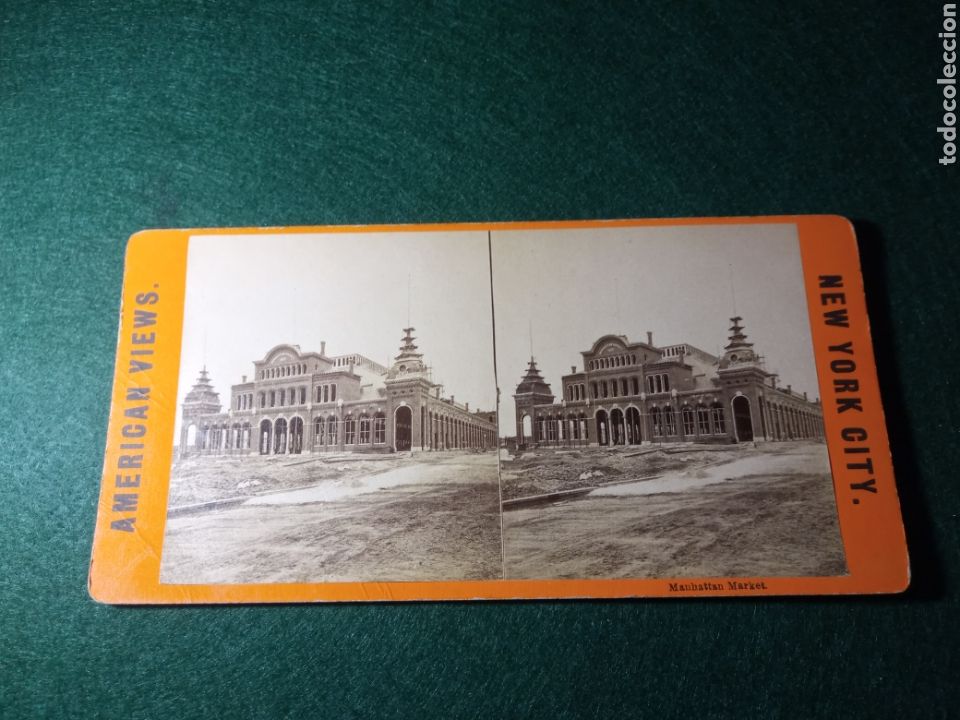 AMERICAN VIEWS.
NEW YORK CITY.
Manhattan Market.
todocoleccion